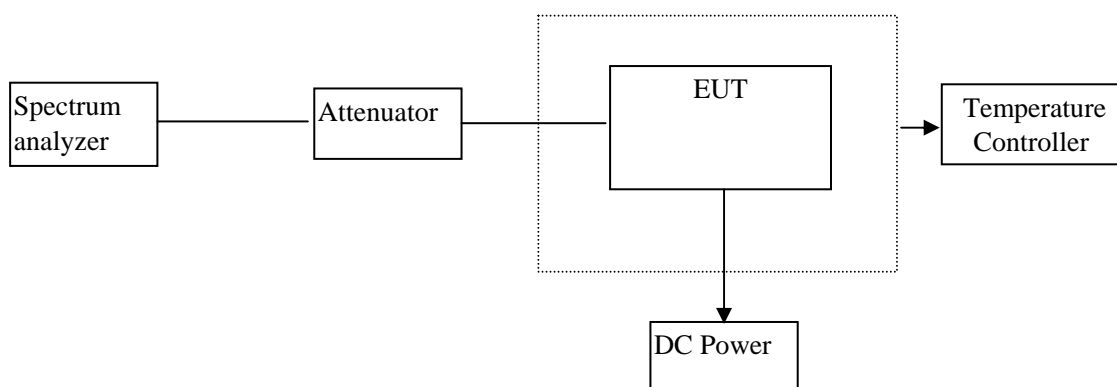 Spectrum
analyzer
Attenuator
EUT
Temperature
Controller
DC Power